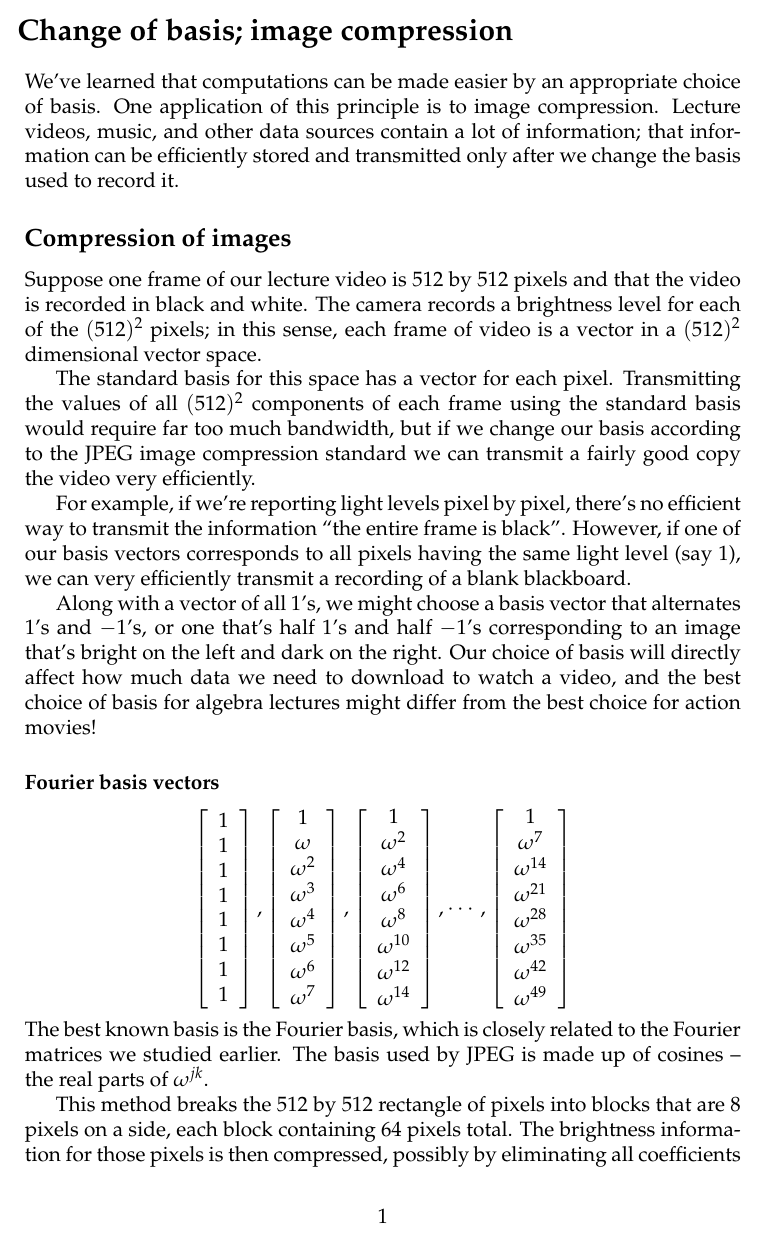 Change of basis; image compression
We’ve learned that computations can be made easier by an appropriate choice
of basis. One application of this principle is to image compression. Lecture
videos, music, and other data sources contain a lot of information; that infor-
mation can be efficiently stored and transmitted only after we change the basis
used to record it.
Compression of images
Suppose one frame of our lecture video is 512 by 512 pixels and that the video
is recorded in black and white. The camera records a brightness level for each
of the (512)² pixels; in this sense, each frame of video is a vector in a (512)²
dimensional vector space.
The standard basis for this space has a vector for each pixel. Transmitting
the values of all (512)² components of each frame using the standard basis
would require far too much bandwidth, but if we change our basis according
to the JPEG image compression standard we can transmit a fairly good copy
the video very efficiently.
For example, if we’re reporting light levels pixel by pixel, there’s no efficient
way to transmit the information “the entire frame is black”. However, if one of
our basis vectors corresponds to all pixels having the same light level (say 1),
we can very efficiently transmit a recording of a blank blackboard.
Along with a vector of all 1’s, we might choose a basis vector that alternates
1’s and −1’s, or one that’s half 1’s and half −1’s corresponding to an image
that’s bright on the left and dark on the right. Our choice of basis will directly
affect how much data we need to download to watch a video, and the best
choice of basis for algebra lectures might differ from the best choice for action
movies!
Fourier basis vectors
1 1 1 1
1 ω ω² ω⁷
1 ω² ω⁴ ω¹⁴
1 ω³ ω⁶ ω²¹
1 , ω⁴ , ω⁸ , ⋯ , ω²⁸
1 ω⁵ ω¹⁰ ω³⁵
1 ω⁶ ω¹² ω⁴²
1 ω⁷ ω¹⁴ ω⁴⁹
The best known basis is the Fourier basis, which is closely related to the Fourier
matrices we studied earlier. The basis used by JPEG is made up of cosines –
the real parts of ω^{jk}.
This method breaks the 512 by 512 rectangle of pixels into blocks that are 8
pixels on a side, each block containing 64 pixels total. The brightness informa-
tion for those pixels is then compressed, possibly by eliminating all coefficients
1